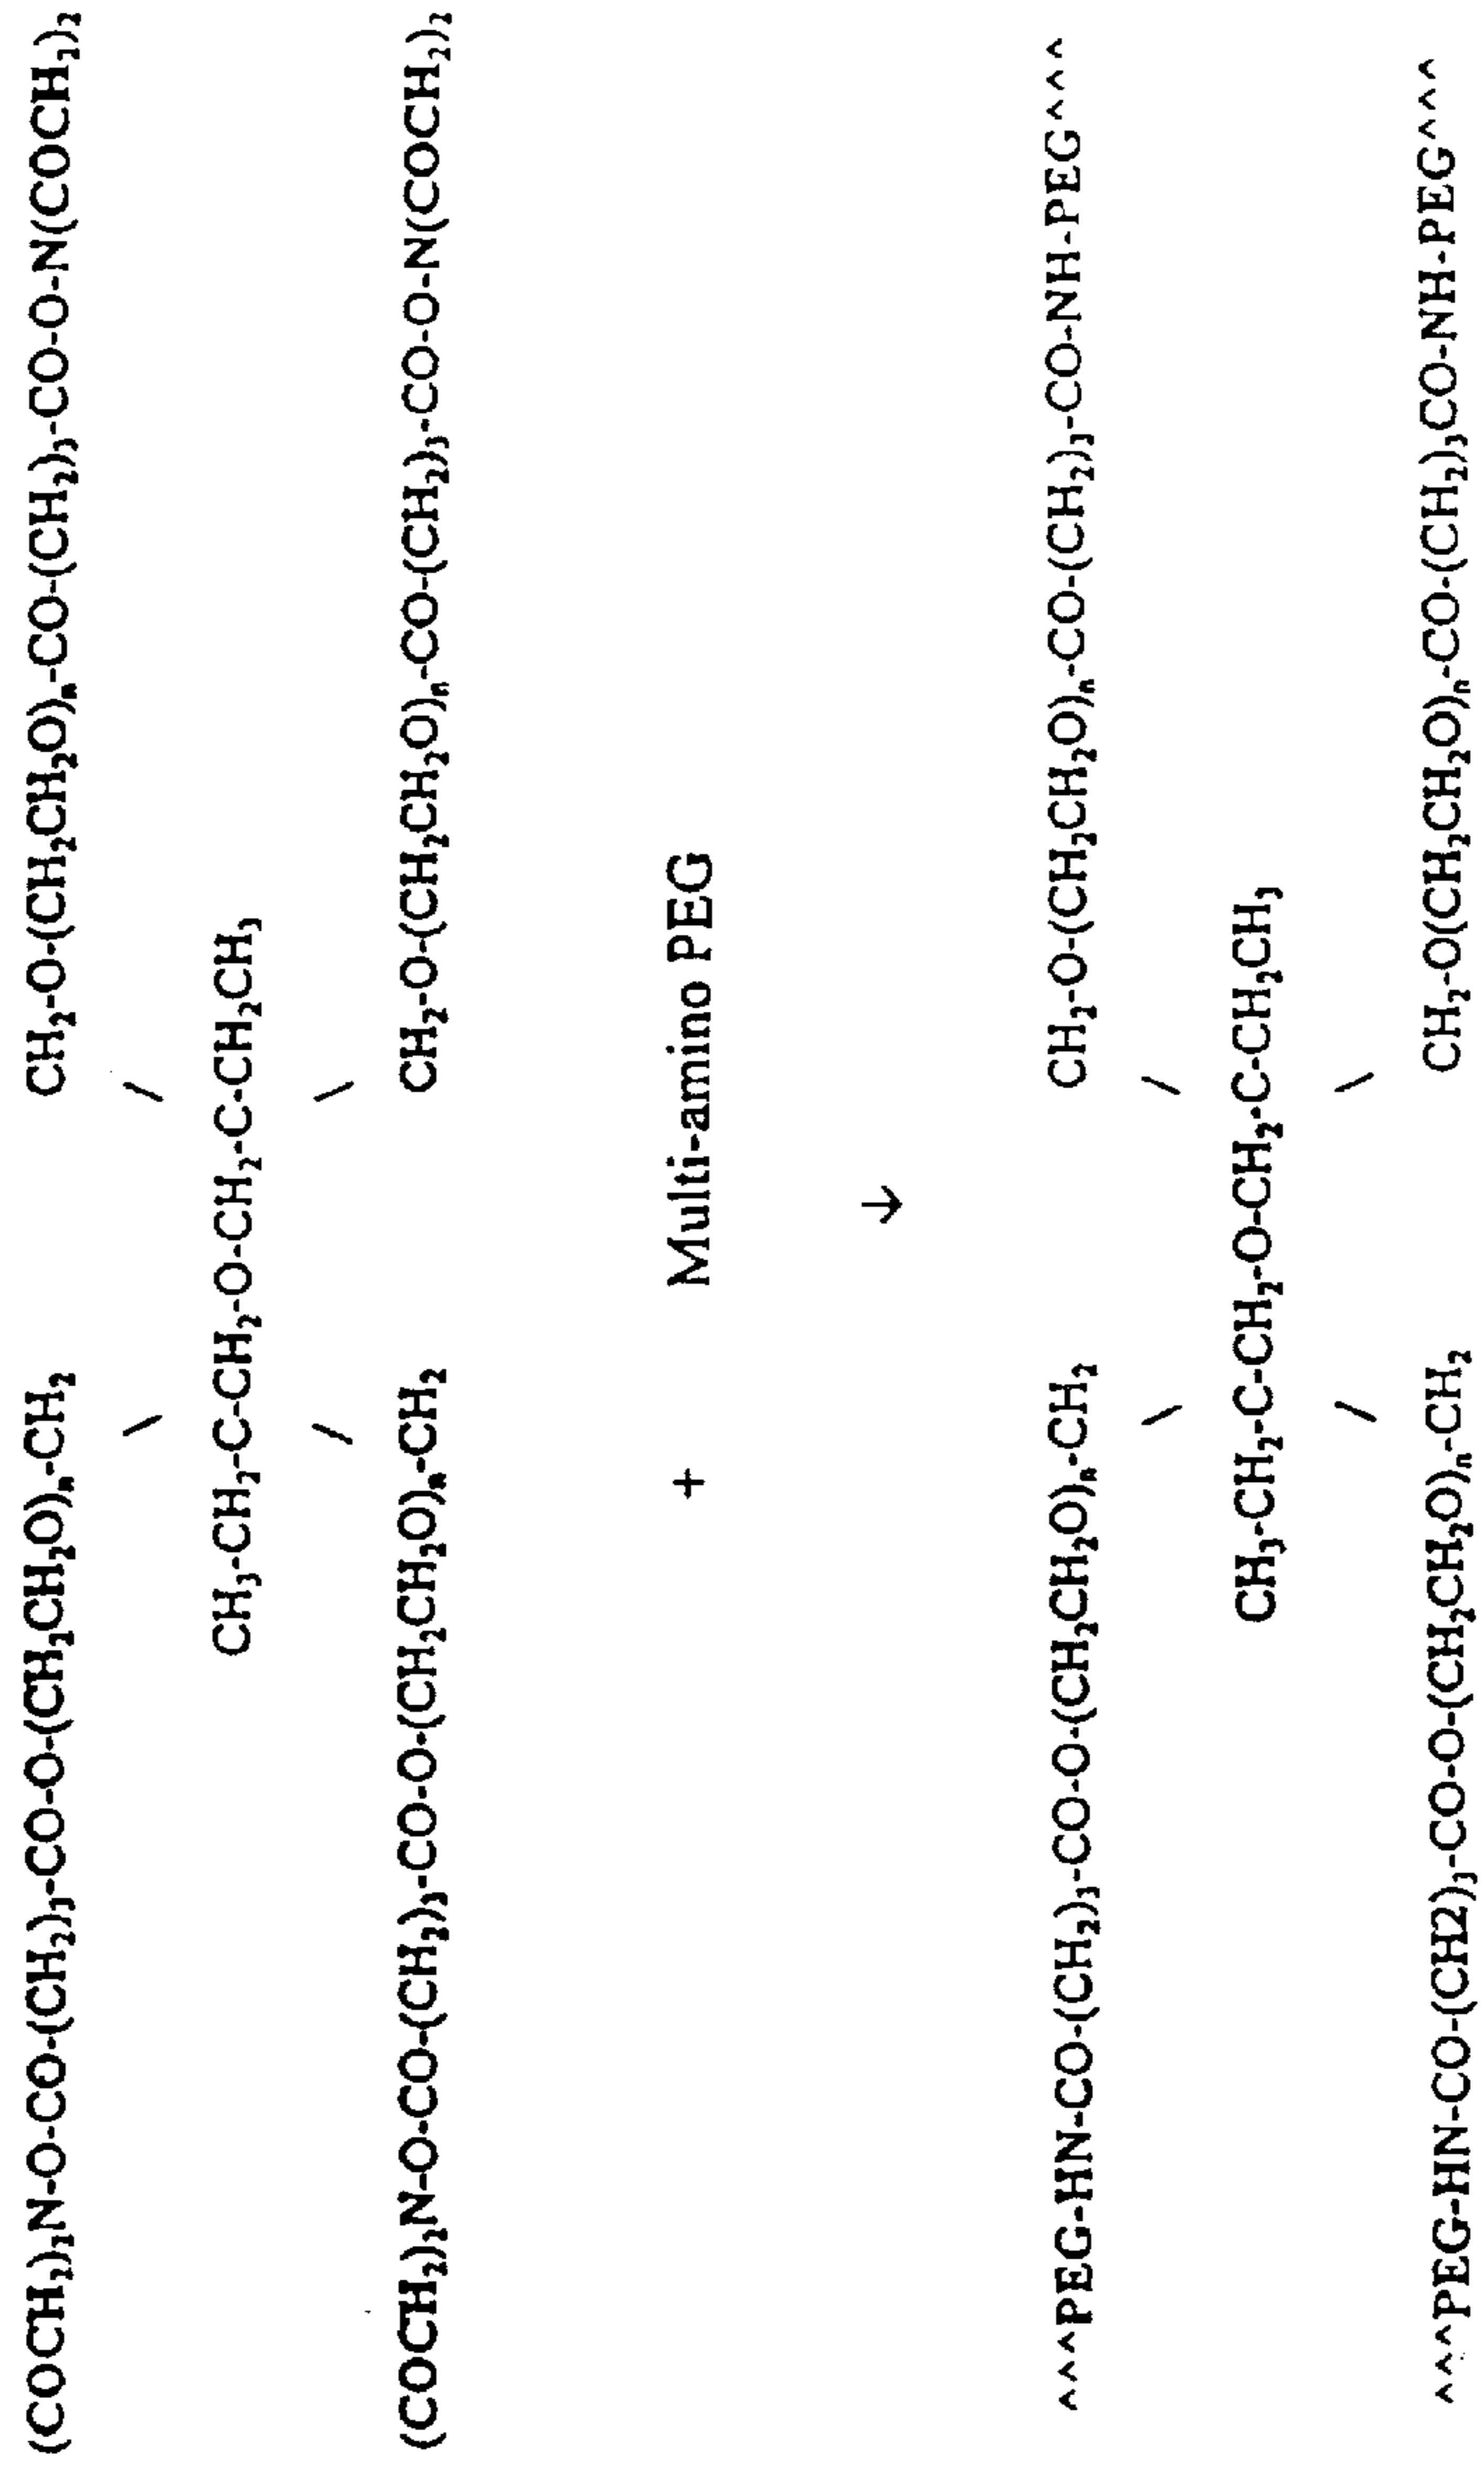 (COCH₂)₂N-O-CO-(CH₂)₃-CO-O-(CH₂CH₂O)ₙ-CH₂ CH₂-O-(CH₂CH₂O)ₙ-CO-(CH₂)₃-CO-O-N(COCH₂)₂
\ /
CH₃-CH₂-C-CH₂-O-CH₂-C-CH₂CH₃
/ \
(COCH₂)₂N-O-CO-(CH₂)₃-CO-O-(CH₂CH₂O)ₙ-CH₂ CH₂-O-(CH₂CH₂O)ₙ-CO-(CH₂)₃-CO-O-N(COCH₂)₂
+ Multi-amino PEG
↓
^^^PEG-HN-CO-(CH₂)₃-CO-O-(CH₂CH₂O)ₙ-CH₂ CH₂-O-(CH₂CH₂O)ₙ-CO-(CH₂)₃-CO-NH-PEG^^^
\ /
CH₃-CH₂-C-CH₂-O-CH₂-C-CH₂CH₃
/ \
^^^PEG-HN-CO-(CH2)₃-CO-O-(CH₂CH₂O)ₙ-CH₂ CH₂-O(CH₂CH₂O)ₙ-CO-(CH₂)₃CO-NH-PEG^^^